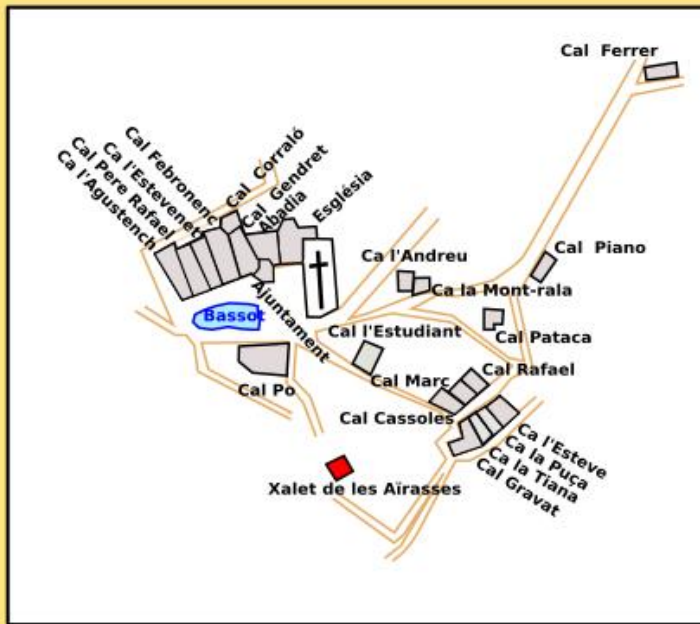 Cal Ferrer
Cal Corraló
Cal Febronenc
Ca l'Estevenet
Cal Pere Rafael
Ca l'Agustench
Cal Gendret
Abadia
Església
Cal Piano
Ca l'Andreu
Ca la Mont-rala
Bassot
Ajuntament
Cal l'Estudiant
Cal Pataca
Cal Rafael
Cal Marc
Cal Po
Cal Cassoles
Ca l'Esteve
Ca la Puça
Ca la Tiana
Cal Gravat
Xalet de les Aïrasses